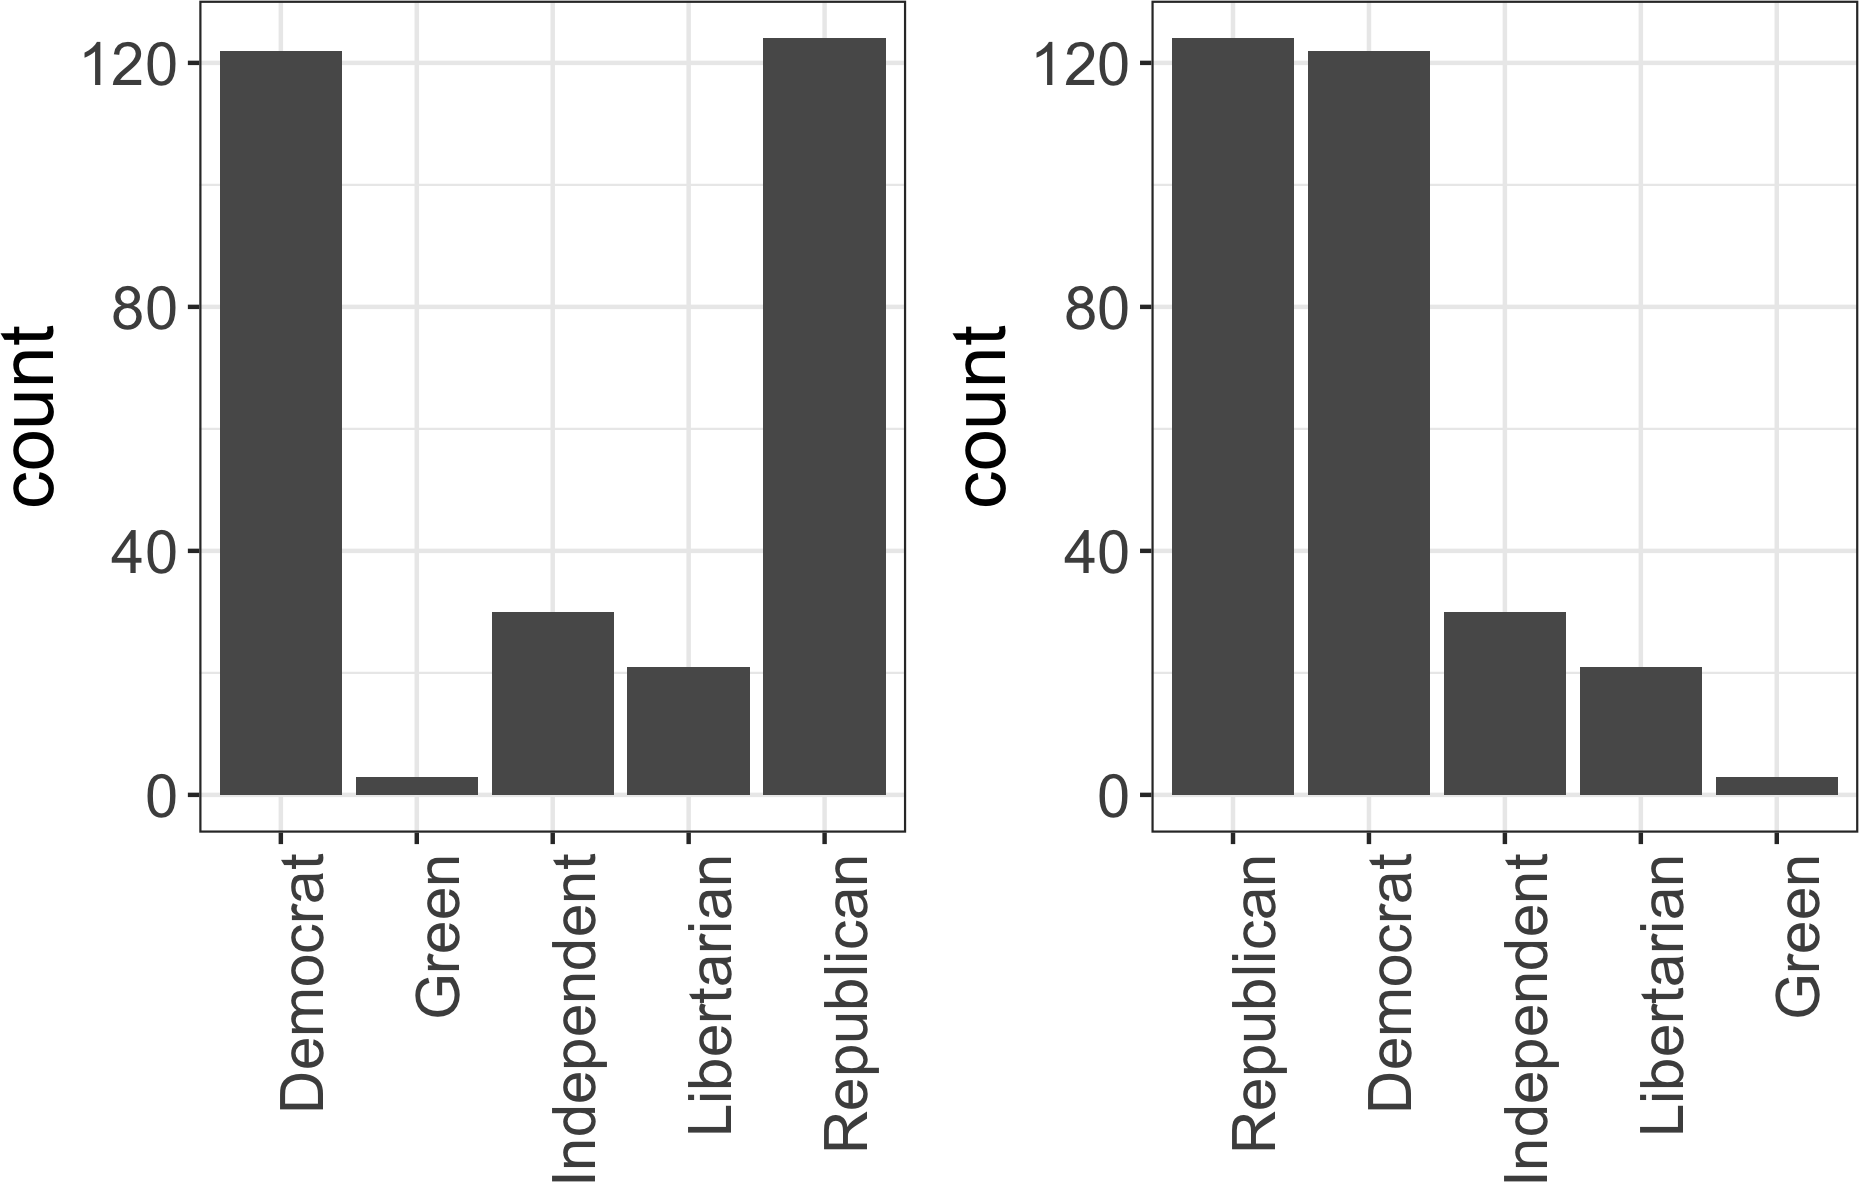 count
120
80
40
0
Democrat
Green
Independent
Libertarian
Republican
count
120
80
40
0
Republican
Democrat
Independent
Libertarian
Green